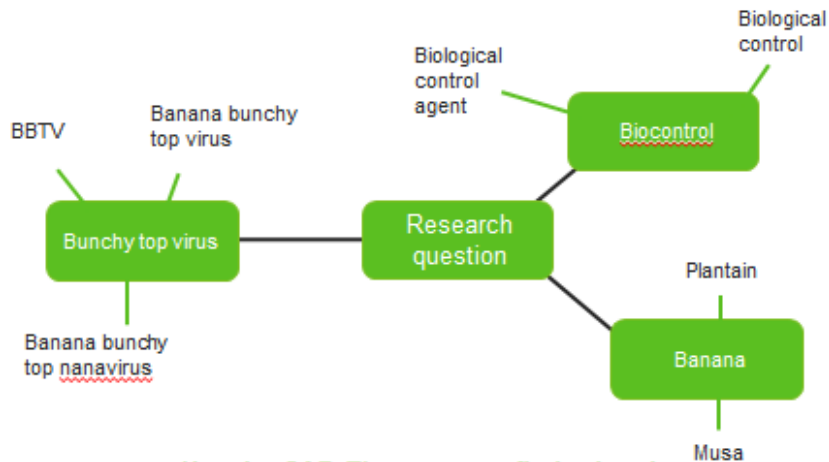 Biological
control
Biological
control
agent
Biocontrol
BBTV
Banana bunchy
top virus
Bunchy top virus
Research
question
Banana bunchy
top nanavirus
Plantain
Banana
Musa